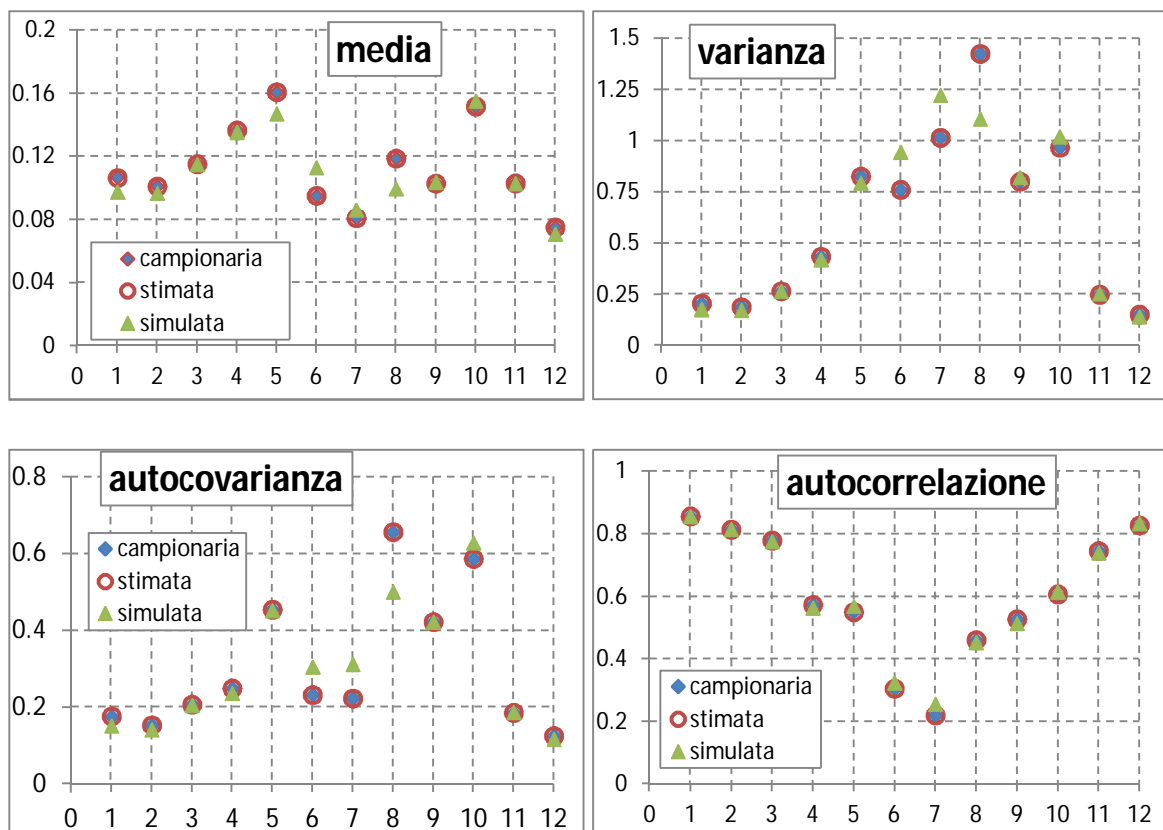 media
0.2
0.16
0.12
0.08
0.04
0
campionaria
stimata
simulata
0 1 2 3 4 5 6 7 8 9 10 11 12
varianza
1.5
1.25
1
0.75
0.5
0.25
0
0 1 2 3 4 5 6 7 8 9 10 11 12
autocovarianza
0.8
0.6
0.4
0.2
0
campionaria
stimata
simulata
0 1 2 3 4 5 6 7 8 9 10 11 12
autocorrelazione
1
0.8
0.6
0.4
0.2
0
campionaria
stimata
simulata
0 1 2 3 4 5 6 7 8 9 10 11 12